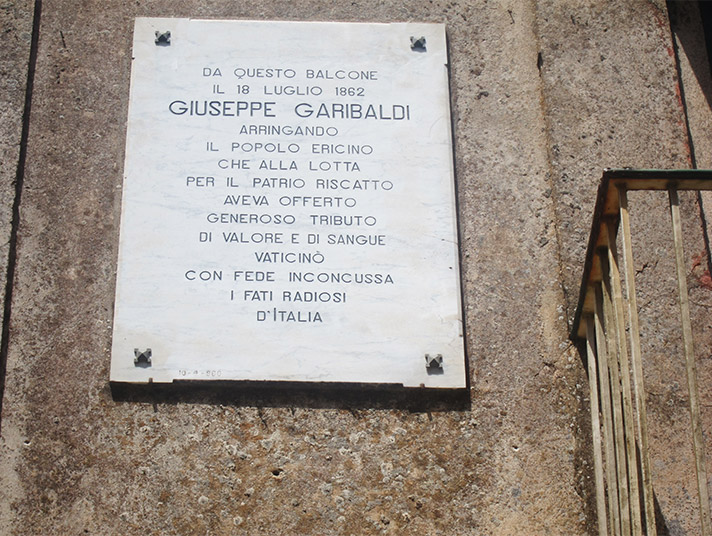 DA QUESTO BALCONE
IL 18 LUGLIO 1862
GIUSEPPE GARIBALDI
ARRINGANDO
IL POPOLO ERICINO
CHE ALLA LOTTA
PER IL PATRIO RISCATTO
AVEVA OFFERTO
GENEROSO TRIBUTO
DI VALORE E DI SANGUE
VATICINÒ
CON FEDE INCONCUSSA
I FATI RADIOSI
D'ITALIA